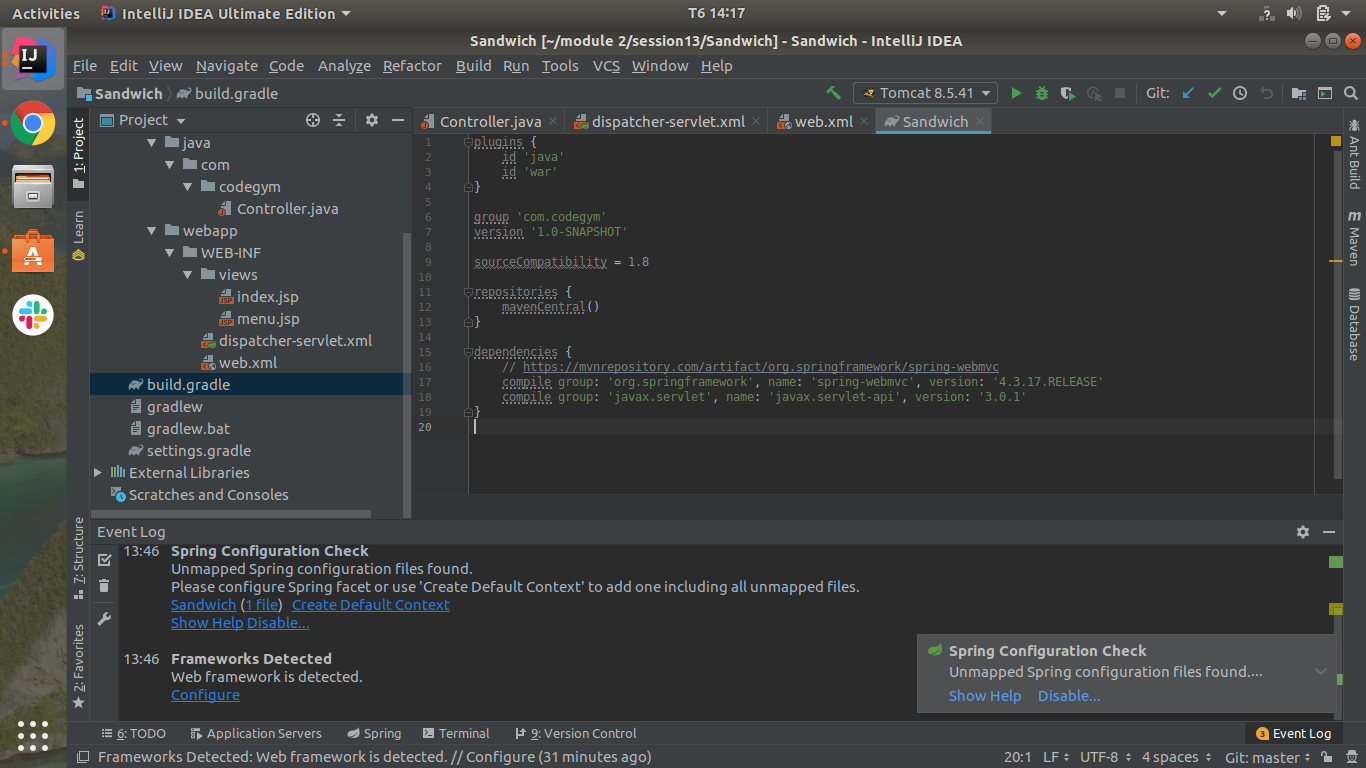 Activities
IntelliJ IDEA Ultimate Edition
T6 14:17
Sandwich [~/module 2/session13/Sandwich] - Sandwich - IntelliJ IDEA
File Edit View Navigate Code Analyze Refactor Build Run Tools VCS Window Help
Sandwich build.gradle
Tomcat 8.5.41
Git:
1: Project
Learn
7: Structure
2: Favorites
Project
java
com
codegym
Controller.java
webapp
WEB-INF
views
index.jsp
menu.jsp
dispatcher-servlet.xml
web.xml
build.gradle
gradlew
gradlew.bat
settings.gradle
External Libraries
Scratches and Consoles
Controller.java dispatcher-servlet.xml web.xml Sandwich
1 plugins {
2 id 'java'
3 id 'war'
4 }
5
6 group 'com.codegym'
7 version '1.0-SNAPSHOT'
8
9 sourceCompatibility = 1.8
10
11 repositories {
12 mavenCentral()
13 }
14
15 dependencies {
16 // https://mvnrepository.com/artifact/org.springframework/spring-webmvc
17 compile group: 'org.springframework', name: 'spring-webmvc', version: '4.3.17.RELEASE'
18 compile group: 'javax.servlet', name: 'javax.servlet-api', version: '3.0.1'
19 }
20
Ant Build
m Maven
Database
Event Log
13:46 Spring Configuration Check
Unmapped Spring configuration files found.
Please configure Spring facet or use 'Create Default Context' to add one including all unmapped files.
Sandwich (1 file) Create Default Context
Show Help Disable...
13:46 Frameworks Detected
Web framework is detected.
Configure
Spring Configuration Check
Unmapped Spring configuration files found....
Show Help Disable...
6: TODO Application Servers Spring Terminal 9: Version Control
3 Event Log
Frameworks Detected: Web framework is detected. // Configure (31 minutes ago)
20:1 LF UTF-8 4 spaces Git: master